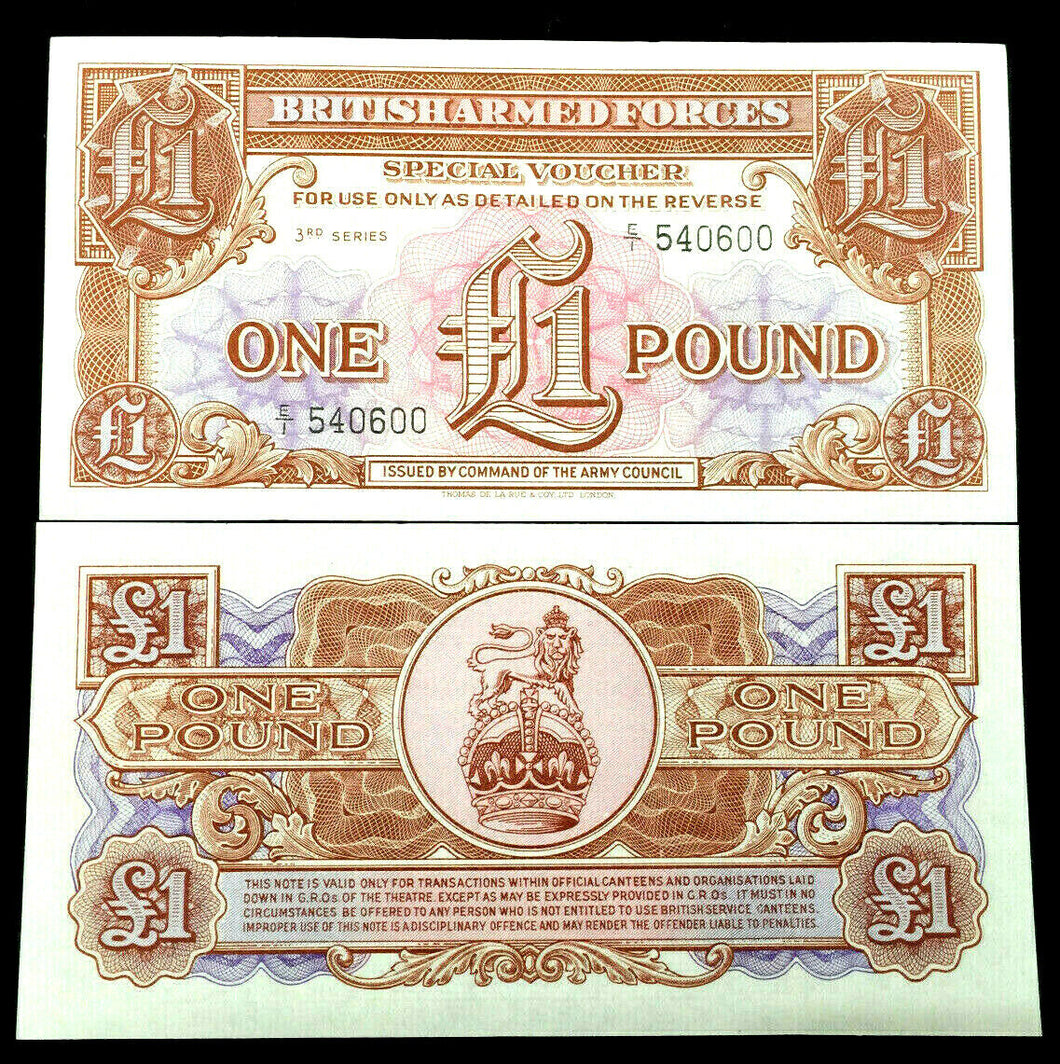 £1 £1
BRITISH ARMED FORCES
SPECIAL VOUCHER
FOR USE ONLY AS DETAILED ON THE REVERSE
3RD SERIES E/1 540600
ONE £1 POUND
E/1 540600
£1 £1
ISSUED BY COMMAND OF THE ARMY COUNCIL
THOMAS DE LA RUE & COY. LTD. LONDON.
£1 £1
ONE ONE
POUND POUND
£1 £1
THIS NOTE IS VALID ONLY FOR TRANSACTIONS WITHIN OFFICIAL CANTEENS AND ORGANISATIONS LAID
DOWN IN G.R.Os OF THE THEATRE. EXCEPT AS MAY BE EXPRESSLY PROVIDED IN G.R.Os. IT MUST IN NO
CIRCUMSTANCES BE OFFERED TO ANY PERSON WHO IS NOT ENTITLED TO USE BRITISH SERVICE CANTEENS.
IMPROPER USE OF THIS NOTE IS A DISCIPLINARY OFFENCE AND MAY RENDER THE OFFENDER LIABLE TO PENALTIES.